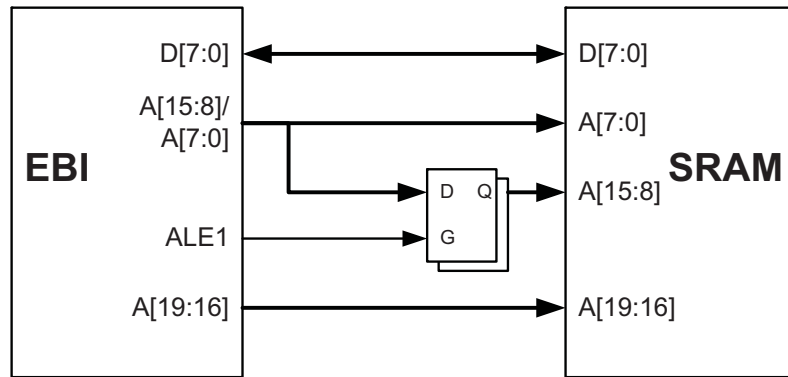 D[7:0]
D[7:0]
A[15:8]/
A[7:0]
A[7:0]
EBI
SRAM
D
Q
A[15:8]
ALE1
G
A[19:16]
A[19:16]